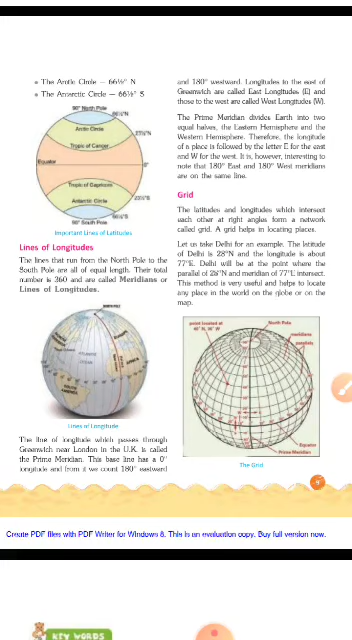 • The Arctic Circle — 66½° N
• The Antarctic Circle — 66½° S
90° North Pole
66½°N
Arctic Circle
23½°N
Tropic of Cancer
Equator
0°
Tropic of Capricorn
23½°S
Antarctic Circle
66½°S
90° South Pole
Important Lines of Latitudes
Lines of Longitudes
The lines that run from the North Pole to the
South Pole are all of equal length. Their total
number is 360 and are called Meridians or
Lines of Longitudes.
NORTH POLE
NORTH
AMERICA
ATLANTIC
OCEAN
AFRICA
SOUTH
AMERICA
Lines of Longitude
The line of longitude which passes through
Greenwich near London in the U.K. is called
the Prime Meridian. This base line has a 0°
longitude and from it we count 180° eastward
and 180° westward. Longitudes to the east of
Greenwich are called East Longitudes (E) and
those to the west are called West Longitudes (W).
The Prime Meridian divides Earth into two
equal halves, the Eastern Hemisphere and the
Western Hemisphere. Therefore, the longitude
of a place is followed by the letter E for the east
and W for the west. It is, however, interesting to
note that 180° East and 180° West meridians
are on the same line.
Grid
The latitudes and longitudes which intersect
each other at right angles form a network
called grid. A grid helps in locating places.
Let us take Delhi for an example. The latitude
of Delhi is 28°N and the longitude is about
77°E. Delhi will be at the point where the
parallel of 28°N and meridian of 77°E intersect.
This method is very useful and helps to locate
any place in the world on the globe or on the
map.
point located at
North Pole
meridians
parallels
Equator
Prime Meridian
The Grid
9
Create PDF files with PDF Writer for Windows 8. This is an evaluation copy. Buy full version now.
KEY WORDS